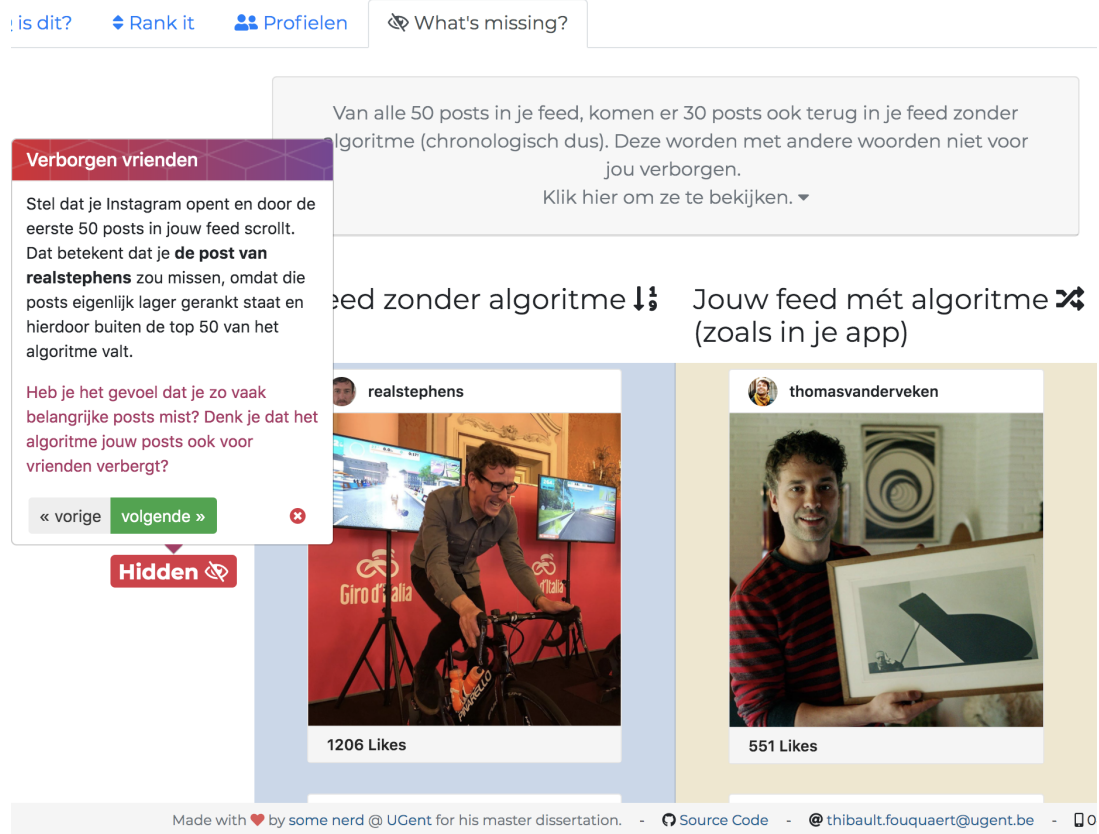 is dit?
Rank it
Profielen
What's missing?
Van alle 50 posts in je feed, komen er 30 posts ook terug in je feed zonder
lgoritme (chronologisch dus). Deze worden met andere woorden niet voor
jou verborgen.
Klik hier om ze te bekijken.
Verborgen vrienden
Stel dat je Instagram opent en door de
eerste 50 posts in jouw feed scrollt.
Dat betekent dat je de post van
realstephens zou missen, omdat die
posts eigenlijk lager gerankt staat en
hierdoor buiten de top 50 van het
algoritme valt.
Heb je het gevoel dat je zo vaak
belangrijke posts mist? Denk je dat het
algoritme jouw posts ook voor
vrienden verbergt?
« vorige
volgende »
Hidden
eed zonder algoritme
realstephens
Giro d'Italia
d'Italia
PINARELLO
1206 Likes
Jouw feed mét algoritme
(zoals in je app)
thomasvanderveken
551 Likes
Made with by some nerd @ UGent for his master dissertation. - Source Code - @ thibault.fouquaert@ugent.be - 0